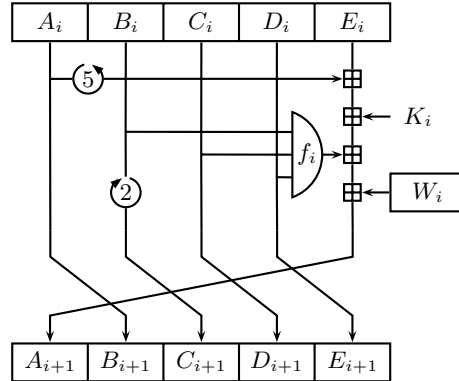 A_i B_i C_i D_i E_i
5
K_i
f_i
2
W_i
A_{i+1} B_{i+1} C_{i+1} D_{i+1} E_{i+1}